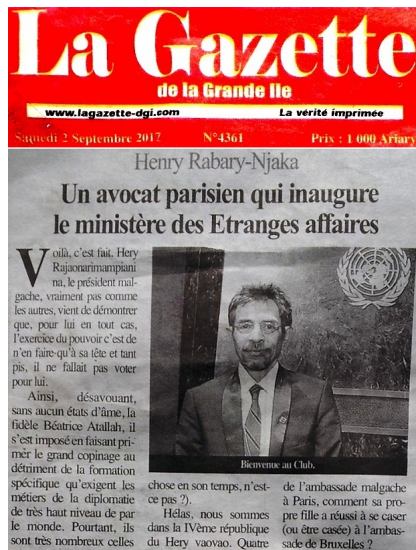 La Gazette
de la Grande Ile
www.lagazette-dgi.com
La vérité imprimée
Samedi 2 Septembre 2017
N°4361
Prix : 1 000 Ariary
Henry Rabary-Njaka
Un avocat parisien qui inaugure
le ministère des Etranges affaires
Voilà, c'est fait. Hery
Rajaonarimampiani
na, le président mal-
gache, vraiment pas comme
les autres, vient de démontrer
que, pour lui en tout cas,
l'exercice du pouvoir c'est de
n'en faire-qu'à sa tête et tant
pis, il ne fallait pas voter
pour lui.
Ainsi, désavouant,
sans aucun états d'âme, la
fidèle Béatrice Atallah, il
s'est imposé en faisant pri-
mer le grand copinage au
détriment de la formation
spécifique qu'exigent les
métiers de la diplomatie
de très haut niveau de par
le monde. Pourtant, ils
sont très nombreux celles
Bienvenue au Club.
chose en son temps, n'est-
ce pas ?).
Hélas, nous sommes
dans la IVème république
du Hery vaovao. Quatre
de l'ambassade malgache
à Paris, comment sa pro-
pre fille a réussi à se caser
(ou être casée) à l'ambas-
sade de Bruxelles ?